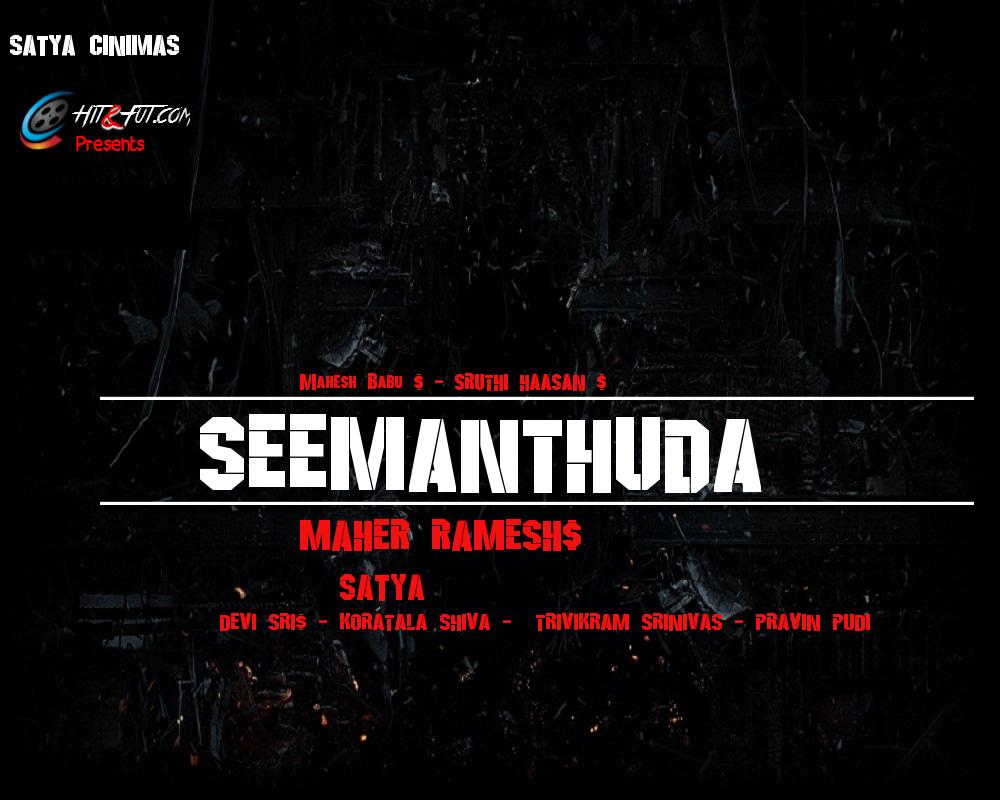 SATYA CINIMAS
HIT&FUT.COM
Presents
MAHESH BABU $ - SRUTHI HAASAN $
SEEMANTHUDA
MAHER RAMESH$
SATYA
DEVI SRI$ - KORATALA SHIVA - TRIVIKRAM SRINIVAS - PRAVIN PUDI